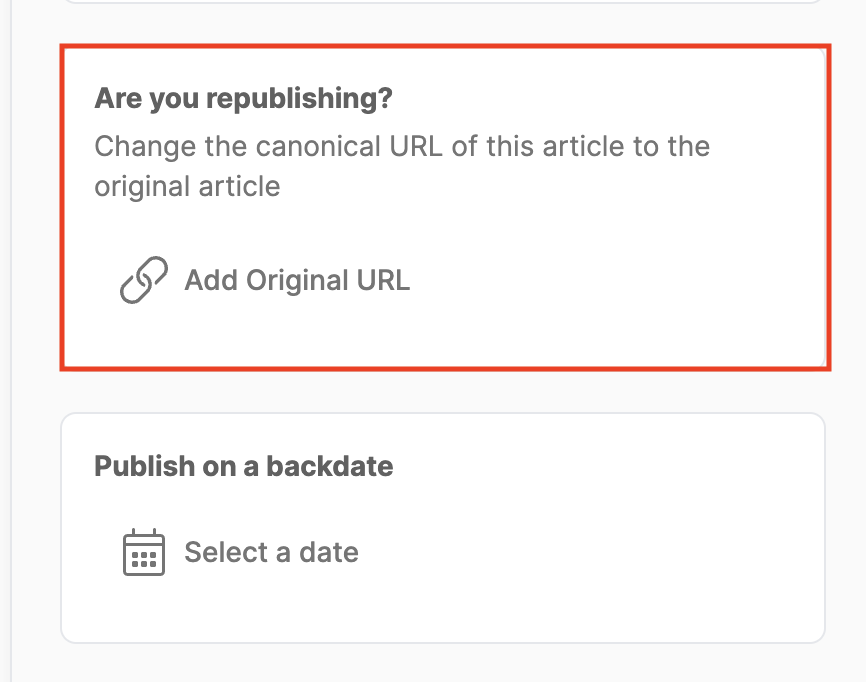 Are you republishing?
Change the canonical URL of this article to the
original article
Add Original URL
Publish on a backdate
Select a date